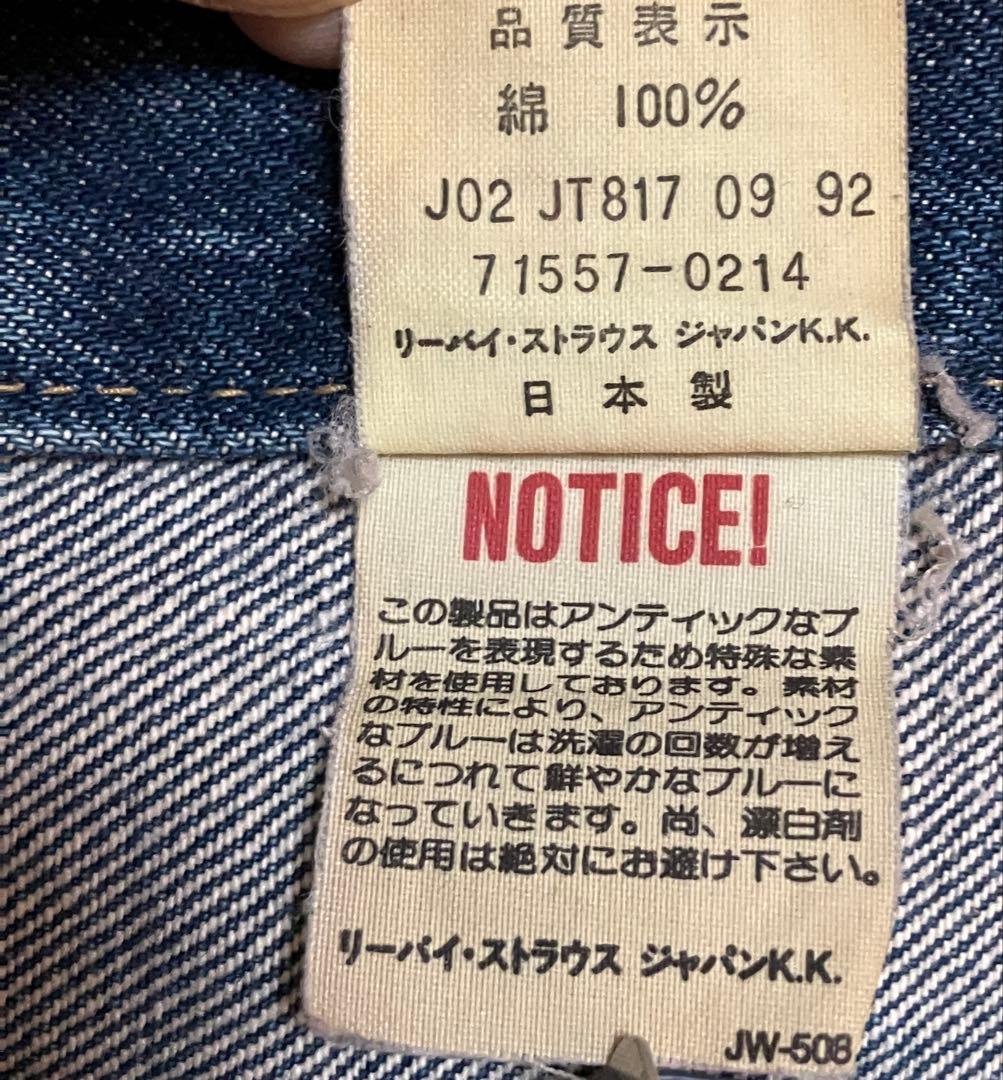 品質表示
綿 100%
J02 JT817 09 92
71557-0214
リーバイ・ストラウス ジャパンK.K.
日本製
NOTICE!
この製品はアンティックなブ
ルーを表現するため特殊な素
材を使用しております。素材
の特性により、アンティック
なブルーは洗濯の回数が増え
るにつれて鮮やかなブルーに
なっていきます。尚、漂白剤
の使用は絶対にお避け下さい。
リーバイ・ストラウス ジャパンK.K.
JW-508